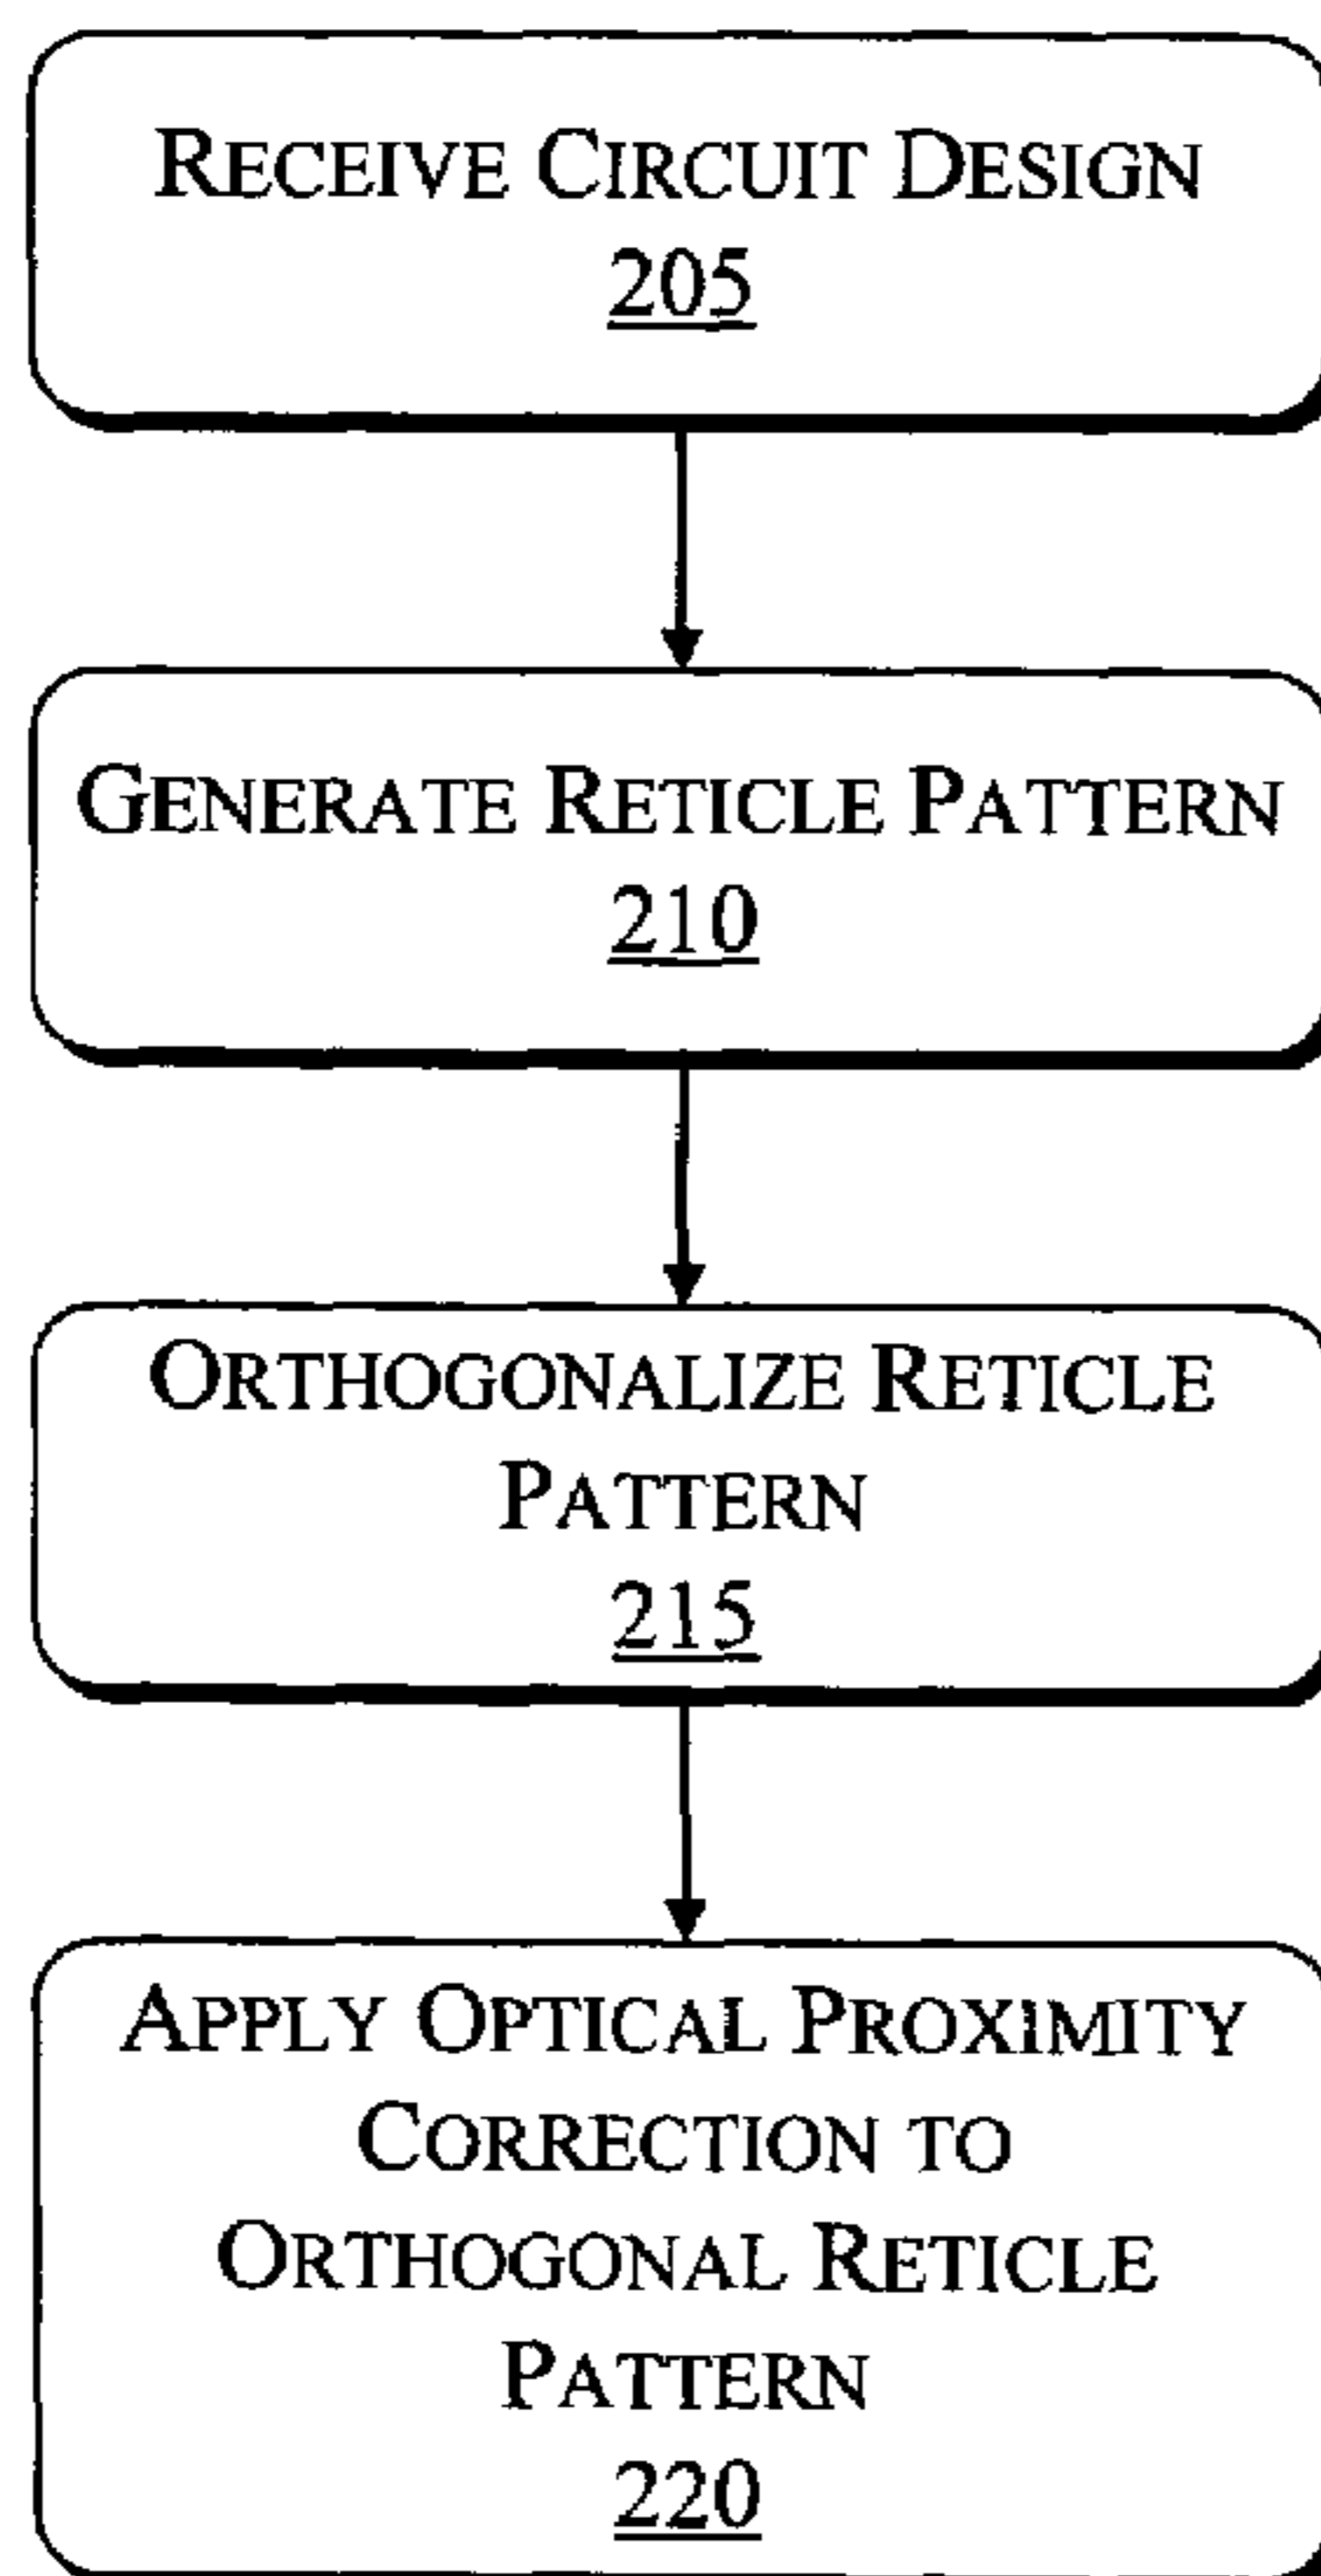 RECEIVE CIRCUIT DESIGN
205
GENERATE RETICLE PATTERN
210
ORTHOGONALIZE RETICLE
PATTERN
215
APPLY OPTICAL PROXIMITY
CORRECTION TO
ORTHOGONAL RETICLE
PATTERN
220